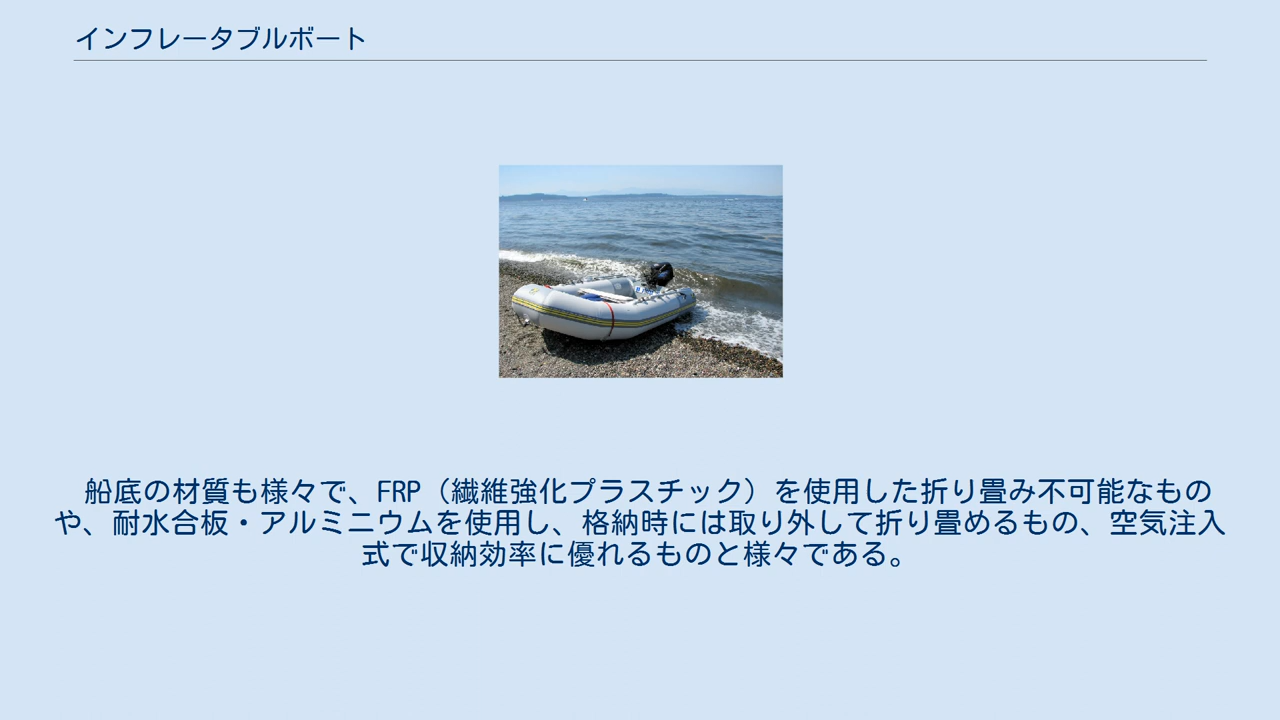 インフレータブルボート
船底の材質も様々で、FRP（繊維強化プラスチック）を使用した折り畳み不可能なもの
や、耐水合板・アルミニウムを使用し、格納時には取り外して折り畳めるもの、空気注入
式で収納効率に優れるものと様々である。